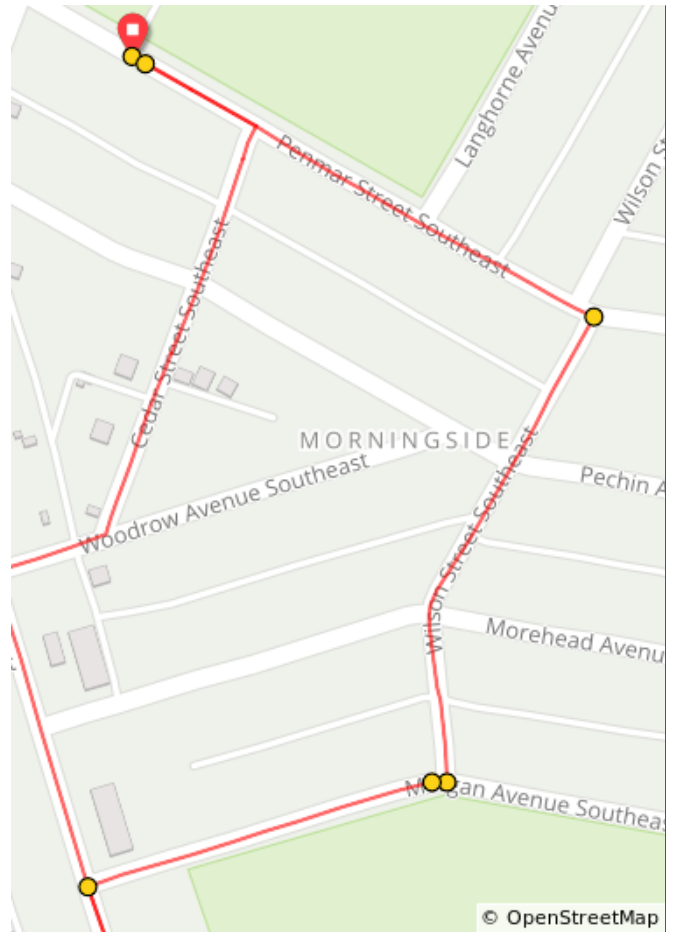 Langhorne Avenu
Wilson St
Penmar Street Southeast
Cedar Street Southeast
MORNINGSIDE
Woodrow Avenue Southeast
Pechin A
Wilson Street Southeast
Morehead Avenu
gan Avenue Southeas
© OpenStreetMap